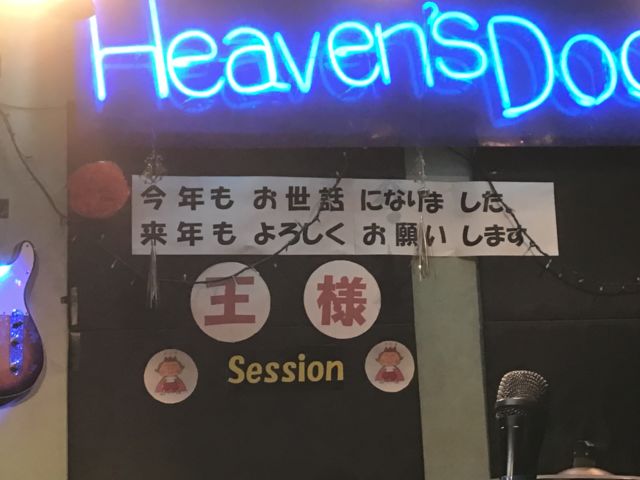 Heaven's Doo
今年も お世話 になりました
来年も よろしく お願い します
王様
Session